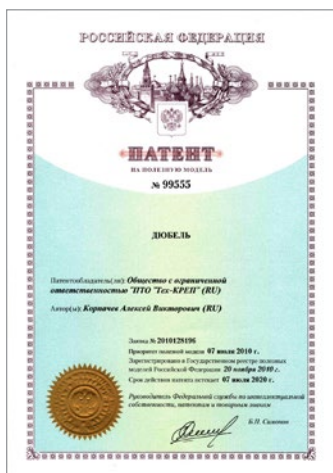 РОССИЙСКАЯ ФЕДЕРАЦИЯ
ПАТЕНТ
НА ПОЛЕЗНУЮ МОДЕЛЬ
№ 99555
ДЮБЕЛЬ
Патентообладатель(ли): Общество с ограниченной
ответственностью "ПТО "Тех-КРЕП" (RU)
Автор(ы): Корначев Алексей Викторович (RU)
Заявка № 2010128196
Приоритет полезной модели 07 июля 2010 г.
Зарегистрировано в Государственном реестре полезных
моделей Российской Федерации 20 ноября 2010 г.
Срок действия патента истекает 07 июля 2020 г.
Руководитель Федеральной службы по интеллектуальной
собственности, патентам и товарным знакам
Б.П. Симонов